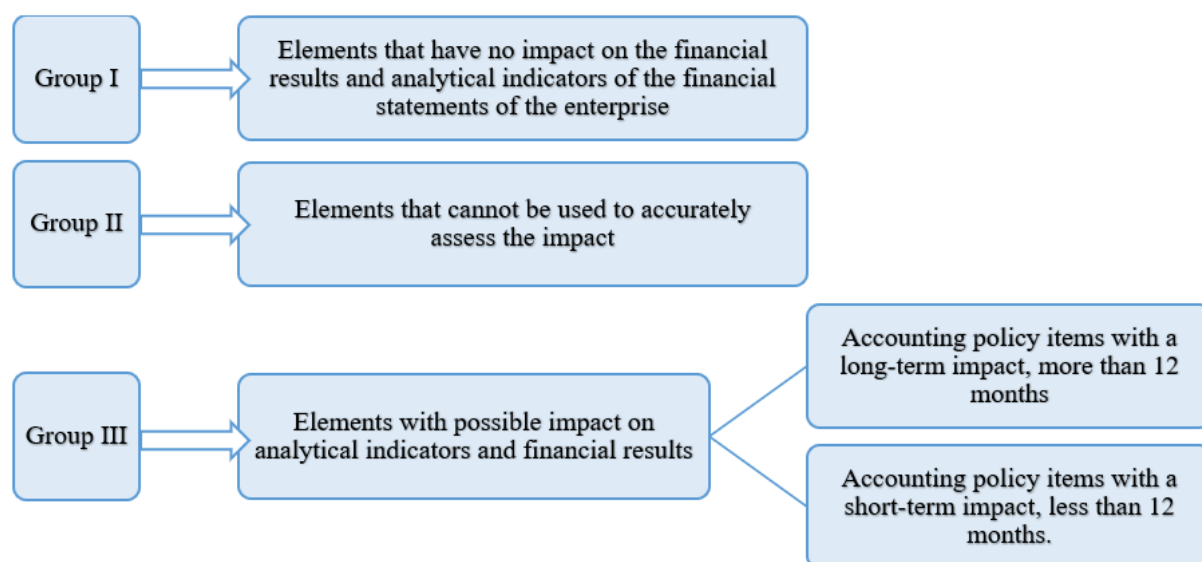 Group I
Elements that have no impact on the financial
results and analytical indicators of the financial
statements of the enterprise
Group II
Elements that cannot be used to accurately
assess the impact
Group III
Elements with possible impact on
analytical indicators and financial results
Accounting policy items with a
long-term impact, more than 12
months
Accounting policy items with a
short-term impact, less than 12
months.